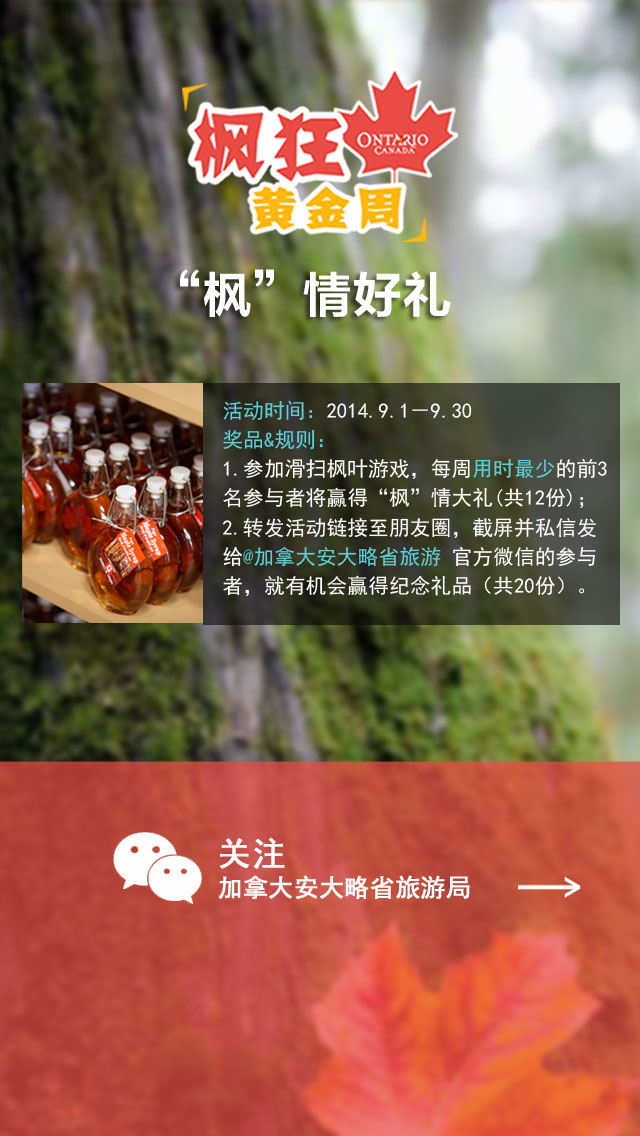 枫狂
ONTARIO
CANADA
黄金周
“枫”情好礼
活动时间：2014.9.1－9.30
奖品&规则：
1.参加滑扫枫叶游戏，每周用时最少的前3
名参与者将赢得“枫”情大礼(共12份)；
2.转发活动链接至朋友圈，截屏并私信发
给@加拿大安大略省旅游 官方微信的参与
者，就有机会赢得纪念礼品（共20份）。
关注
加拿大安大略省旅游局